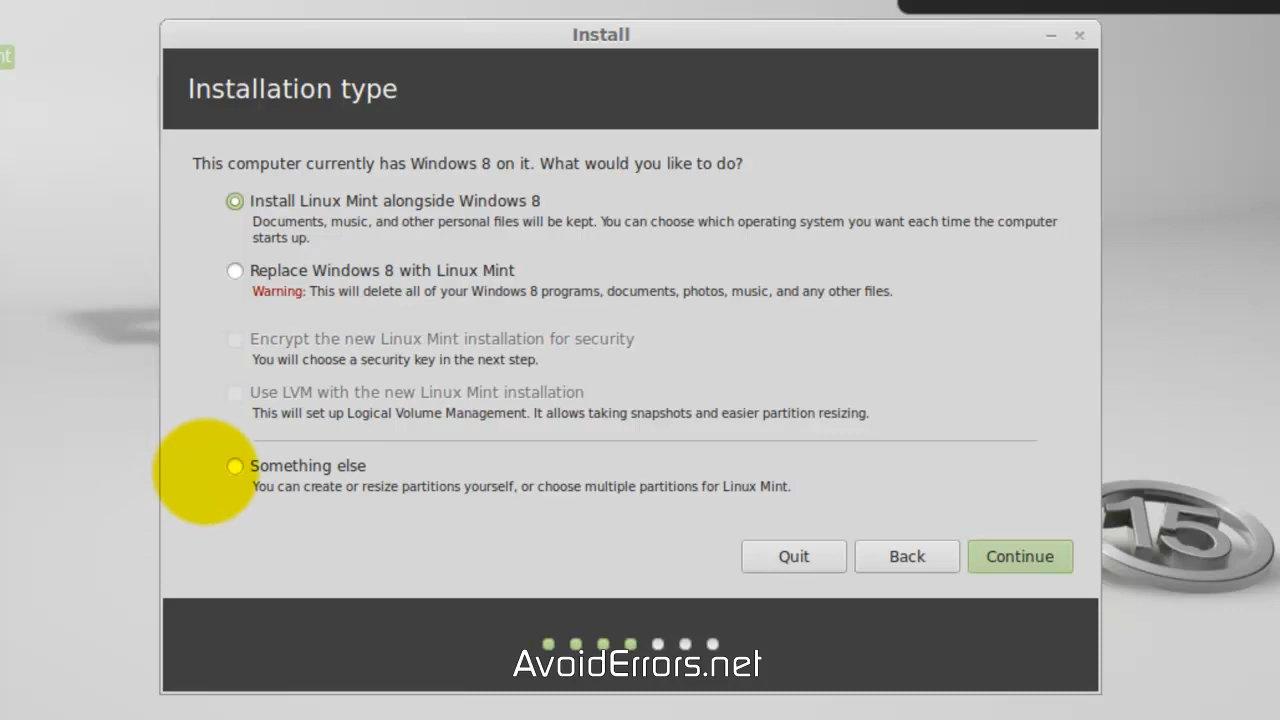 Install
nt
Installation type
This computer currently has Windows 8 on it. What would you like to do?
Install Linux Mint alongside Windows 8
Documents, music, and other personal files will be kept. You can choose which operating system you want each time the computer
starts up.
Replace Windows 8 with Linux Mint
Warning: This will delete all of your Windows 8 programs, documents, photos, music, and any other files.
Encrypt the new Linux Mint installation for security
You will choose a security key in the next step.
Use LVM with the new Linux Mint installation
This will set up Logical Volume Management. It allows taking snapshots and easier partition resizing.
Something else
You can create or resize partitions yourself, or choose multiple partitions for Linux Mint.
15
Quit
Back
Continue
AvoidErrors.net